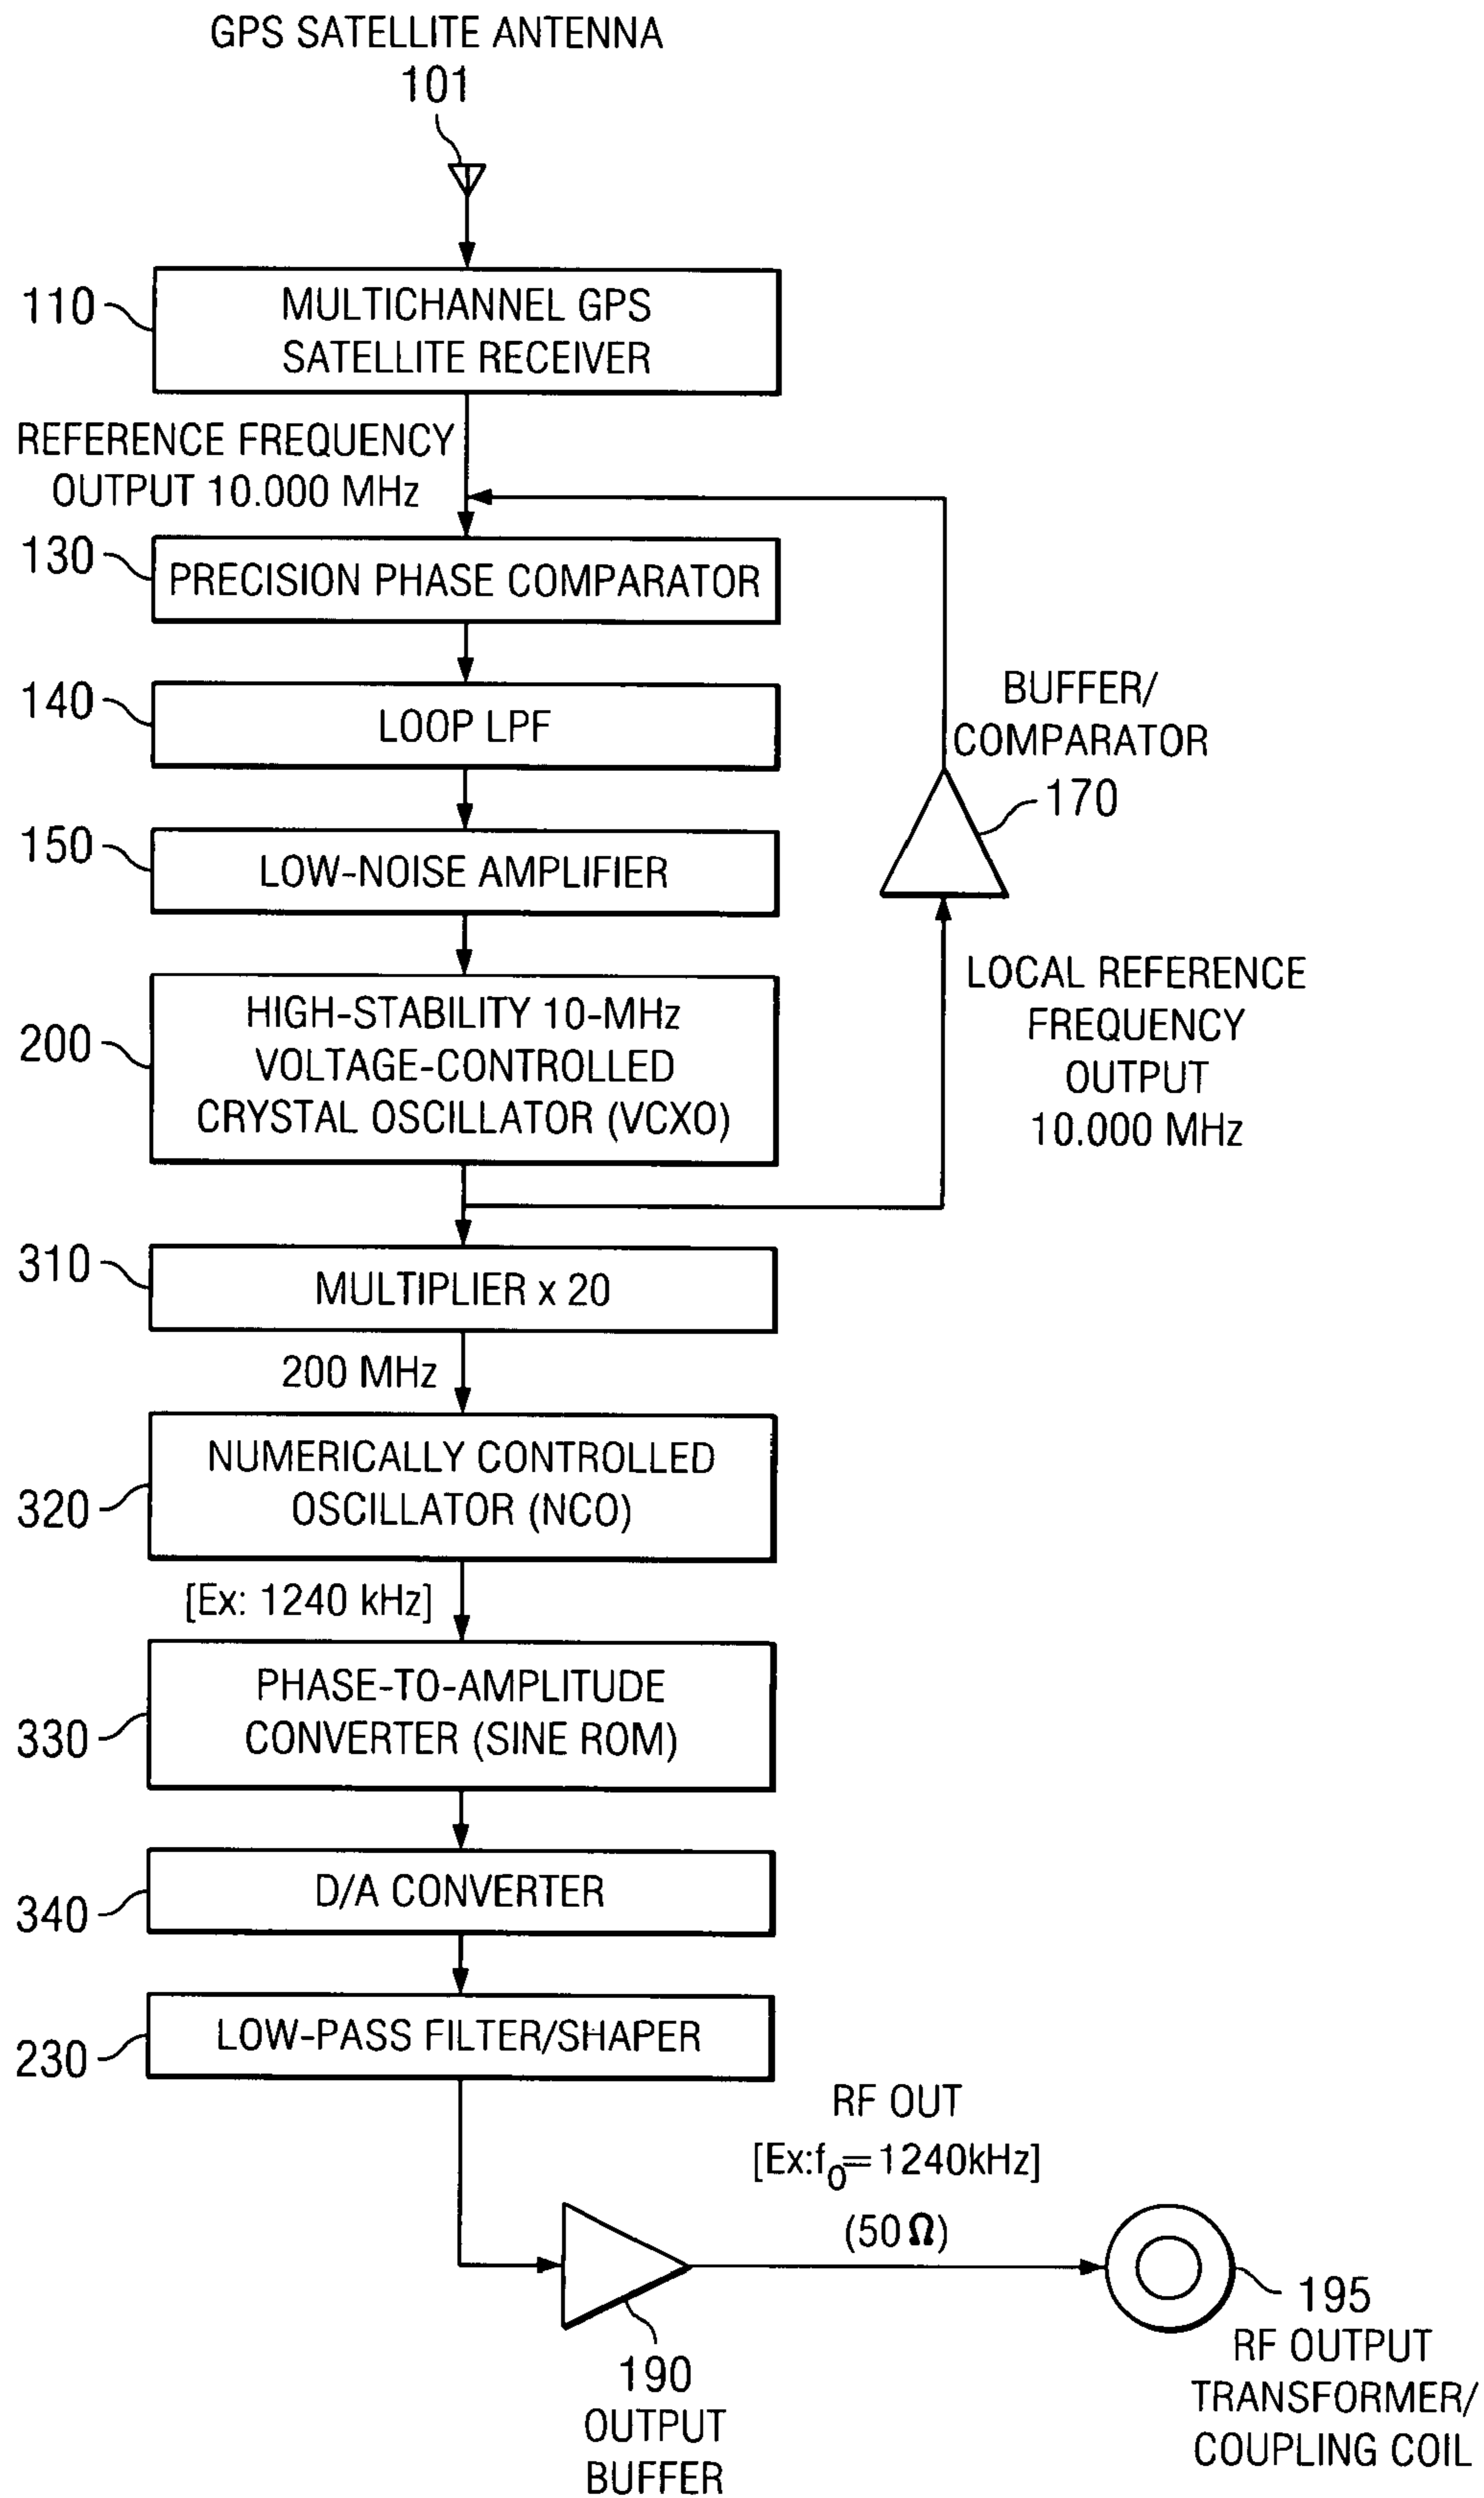 GPS SATELLITE ANTENNA
101
110
MULTICHANNEL GPS
SATELLITE RECEIVER
REFERENCE FREQUENCY
OUTPUT 10.000 MHz
130
PRECISION PHASE COMPARATOR
140
LOOP LPF
BUFFER/
COMPARATOR
170
150
LOW-NOISE AMPLIFIER
200
HIGH-STABILITY 10-MHz
VOLTAGE-CONTROLLED
CRYSTAL OSCILLATOR (VCXO)
LOCAL REFERENCE
FREQUENCY
OUTPUT
10.000 MHz
310
MULTIPLIER x 20
200 MHz
320
NUMERICALLY CONTROLLED
OSCILLATOR (NCO)
[Ex: 1240 kHz]
330
PHASE-TO-AMPLITUDE
CONVERTER (SINE ROM)
340
D/A CONVERTER
230
LOW-PASS FILTER/SHAPER
RF OUT
[Ex:f0=1240kHz]
(50 Ω)
190
OUTPUT
BUFFER
195
RF OUTPUT
TRANSFORMER/
COUPLING COIL